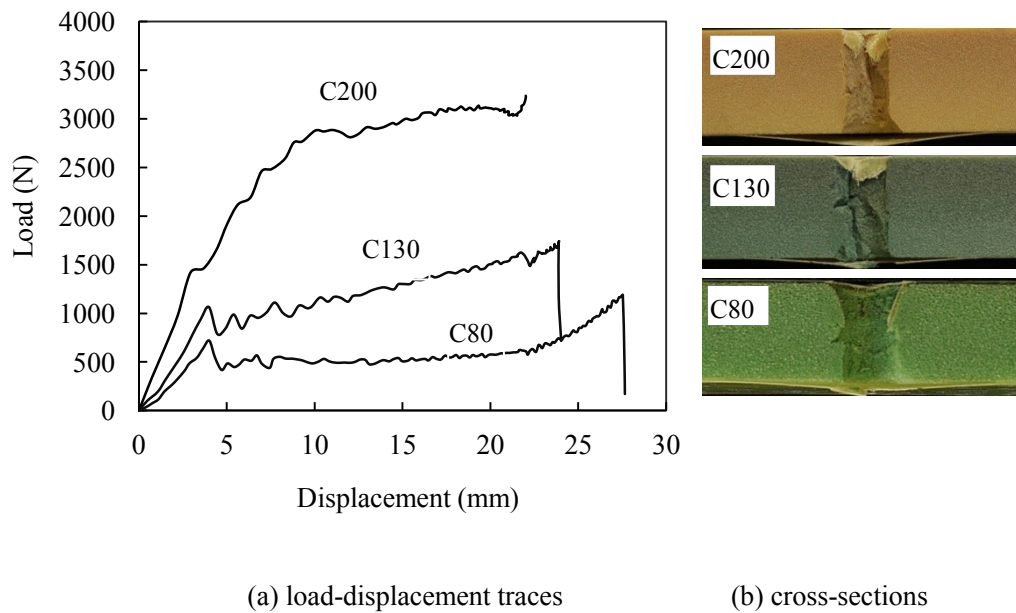 4000
3500
3000
2500
2000
1500
1000
500
0
Load (N)
C200
C130
C80
0 5 10 15 20 25 30
Displacement (mm)
C200
C130
C80
(a) load-displacement traces (b) cross-sections